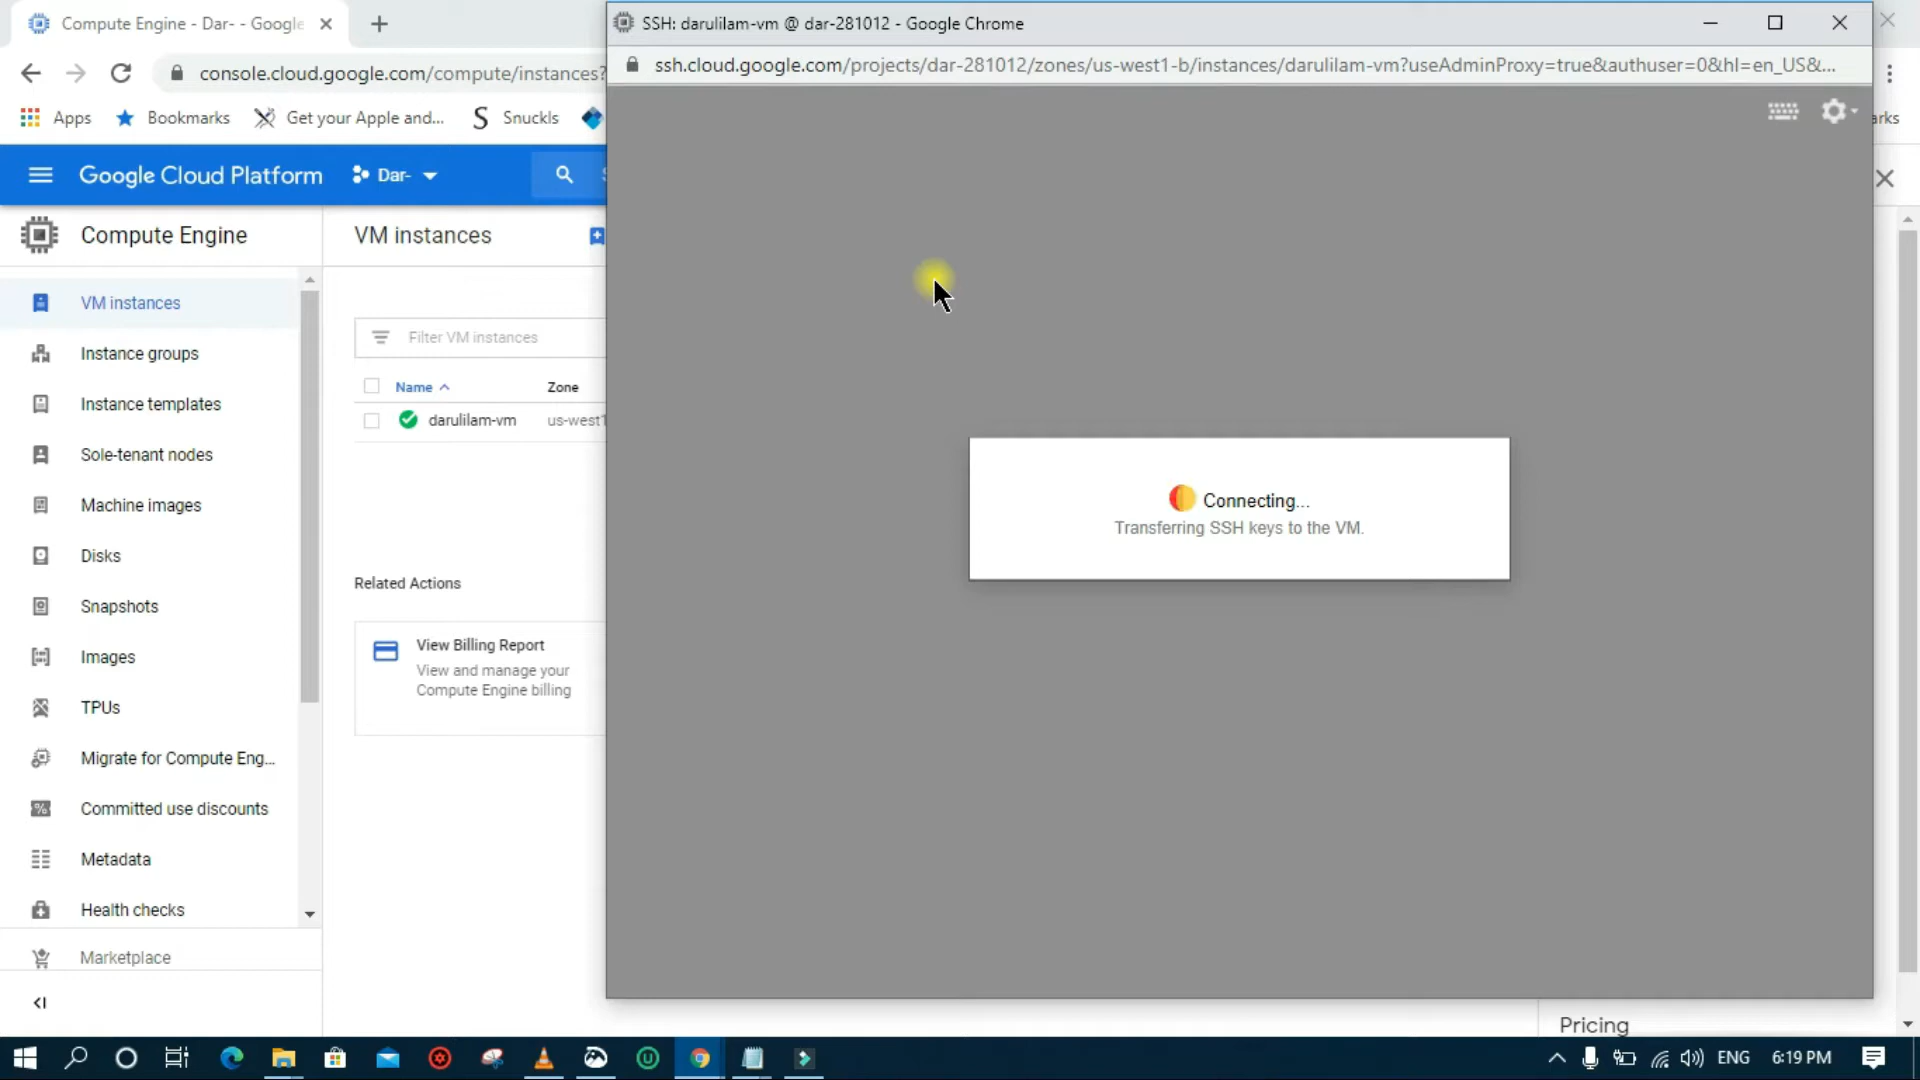 Compute Engine - Dar- - Google
SSH: darulilam-vm @ dar-281012 - Google Chrome
console.cloud.google.com/compute/instances?
ssh.cloud.google.com/projects/dar-281012/zones/us-west1-b/instances/darulilam-vm?useAdminProxy=true&authuser=0&hl=en_US&...
Apps
Bookmarks
Get your Apple and...
Snuckls
arks
Google Cloud Platform
Dar-
Compute Engine
VM instances
VM instances
Instance groups
Instance templates
Sole-tenant nodes
Machine images
Disks
Snapshots
Images
TPUs
Migrate for Compute Eng...
Committed use discounts
Metadata
Health checks
Marketplace
Filter VM instances
Name Zone
darulilam-vm us-west1
Related Actions
View Billing Report
View and manage your
Compute Engine billing
Connecting...
Transferring SSH keys to the VM.
Pricing
ENG 6:19 PM